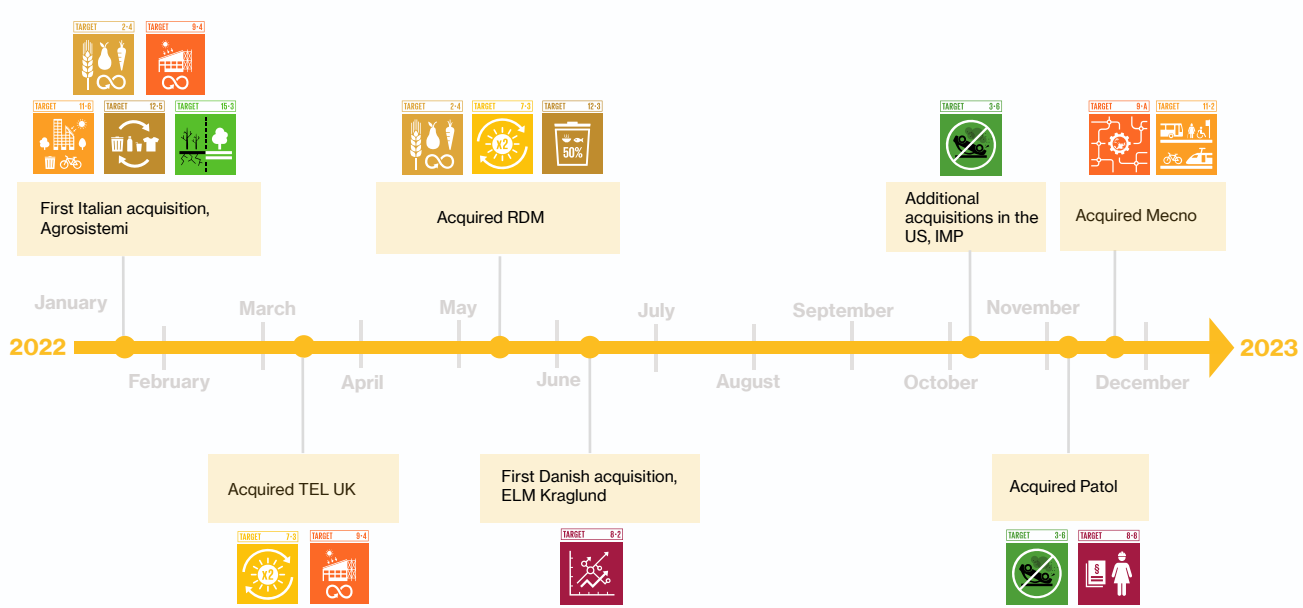 TARGET 2·4
TARGET 9·4
TARGET 11·6
TARGET 12·5
TARGET 15·3
First Italian acquisition,
Agrosistemi
TARGET 2·4
TARGET 7·3
X2
TARGET 12·3
50%
Acquired RDM
TARGET 3·6
Additional
acquisitions in the
US, IMP
TARGET 9·A
TARGET 11·2
Acquired Mecno
January
March
May
July
September
November
2022
2023
February
April
June
August
October
December
Acquired TEL UK
TARGET 7·3
X2
TARGET 9·4
First Danish acquisition,
ELM Kraglund
TARGET 8·2
Acquired Patol
TARGET 3·6
TARGET 8·8
§